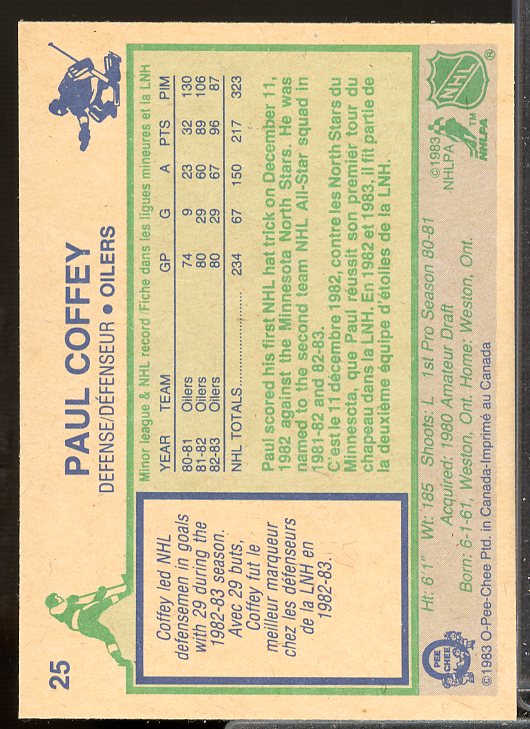 25
PAUL COFFEY
DEFENSE/DÉFENSEUR • OILERS
Coffey led NHL
defensemen in goals
with 29 during the
1982-83 season.
Avec 29 buts,
Coffey fut le
meilleur marqueur
chez les défenseurs
de la LNH en
1982-83.
Minor league & NHL record/Fiche dans les ligues mineures et la LNH
YEAR TEAM GP G A PTS PIM
80-81 Oilers 74 9 23 32 130
81-82 Oilers 80 29 60 89 106
82-83 Oilers 80 29 67 96 87
NHL TOTALS 234 67 150 217 323
Paul scored his first NHL hat trick on December 11,
1982 against the Minnesota North Stars. He was
named to the second team NHL All-Star squad in
1981-82 and 82-83.
C'est le 11 décembre 1982, contre les North Stars du
Minnesota, que Paul réussit son premier tour du
chapeau dans la LNH. En 1982 et 1983, il fit partie de
la deuxième équipe d'étoiles de la LNH.
Ht: 6'1" Wt: 185 Shoots: L 1st Pro Season 80-81
Acquired: 1980 Amateur Draft
Born: 6-1-61, Weston, Ont. Home: Weston, Ont.
©1983 O-Pee-Chee Ptd. in Canada-Imprimé au Canada
O
PEE
CHEE
©1983
NHLPA
NHLPA
TM
NHL
®